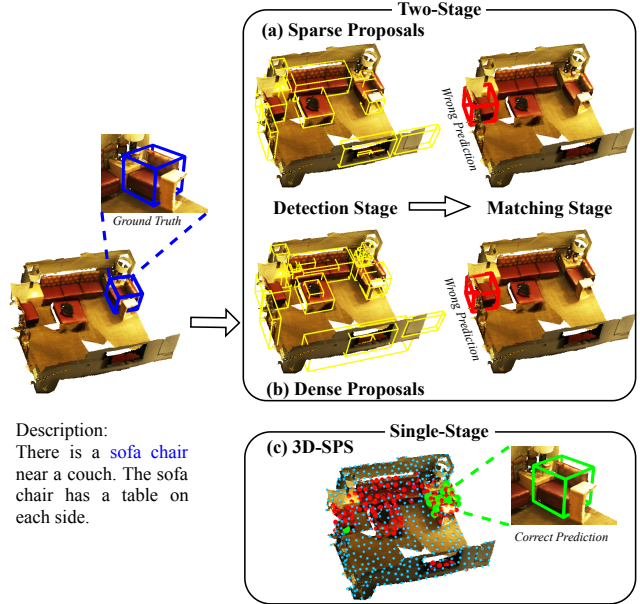 Two-Stage
(a) Sparse Proposals
Wrong Prediction
Ground Truth
Detection Stage
Matching Stage
Wrong Prediction
(b) Dense Proposals
Description:
There is a sofa chair
near a couch. The sofa
chair has a table on
each side.
Single-Stage
(c) 3D-SPS
Correct Prediction